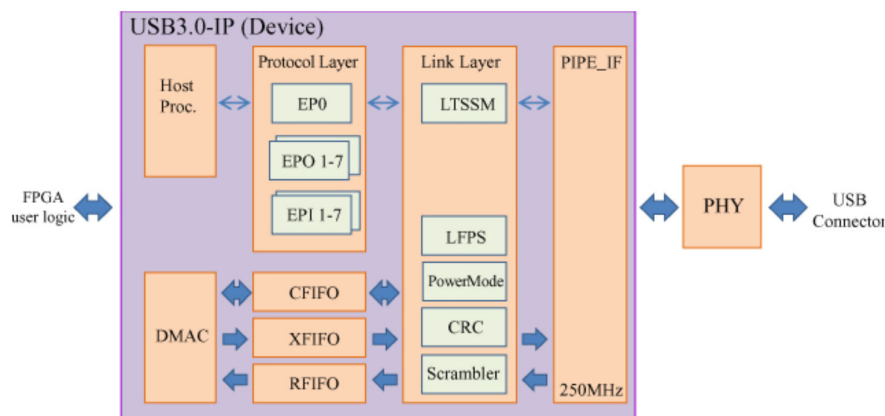 USB3.0-IP (Device)
Host
Proc.
Protocol Layer
EP0
EPO 1-7
EPI 1-7
Link Layer
LTSSM
LFPS
PowerMode
CRC
Scrambler
PIPE_IF
250MHz
DMAC
CFIFO
XFIFO
RFIFO
FPGA
user logic
PHY
USB
Connector